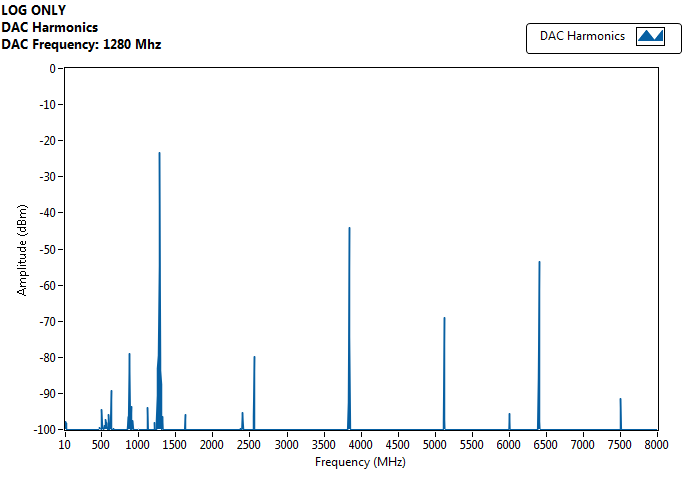 LOG ONLY
DAC Harmonics
DAC Frequency: 1280 Mhz
DAC Harmonics
0
-10
-20
-30
-40
-50
-60
-70
-80
-90
-100
Amplitude (dBm)
10 500 1000 1500 2000 2500 3000 3500 4000 4500 5000 5500 6000 6500 7000 7500 8000
Frequency (MHz)